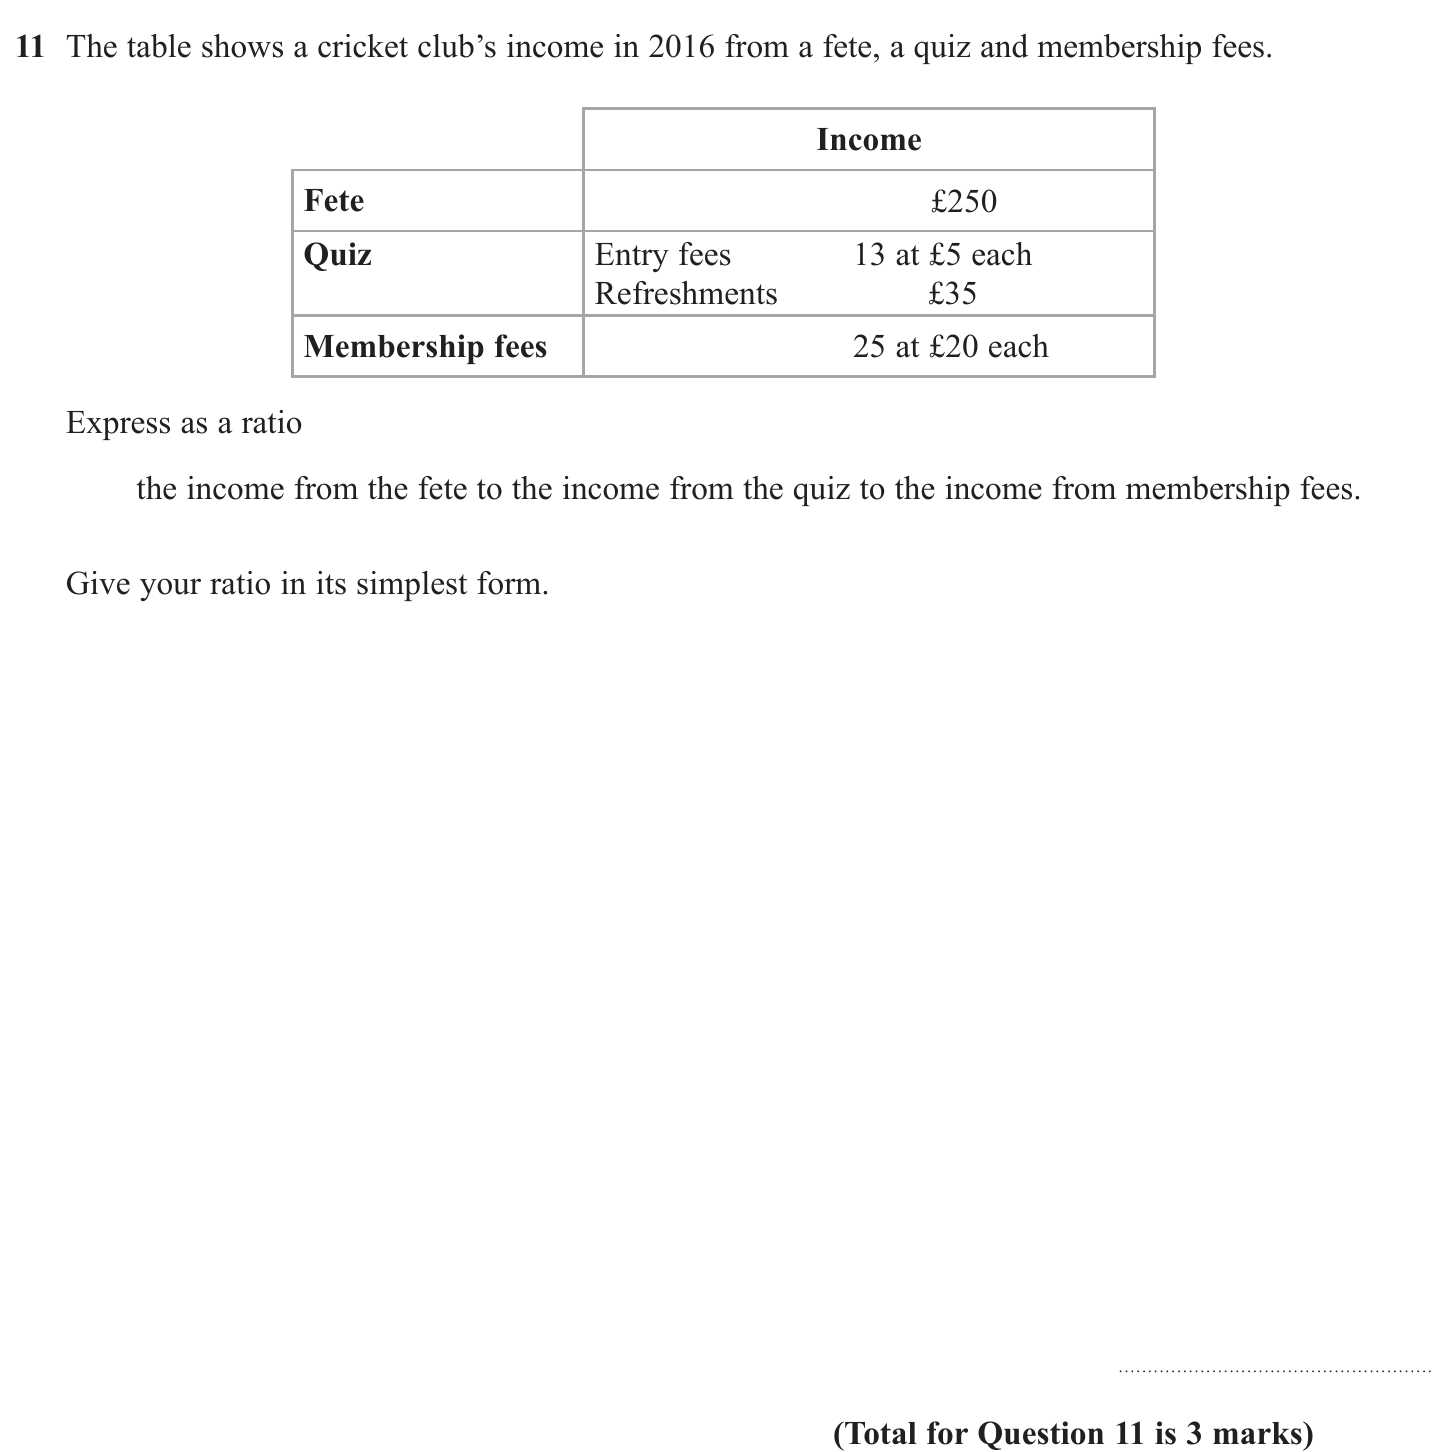 11 The table shows a cricket club’s income in 2016 from a fete, a quiz and membership fees.
Income
Fete £250
Quiz Entry fees 13 at £5 each
Refreshments £35
Membership fees 25 at £20 each
Express as a ratio
the income from the fete to the income from the quiz to the income from membership fees.
Give your ratio in its simplest form.
(Total for Question 11 is 3 marks)